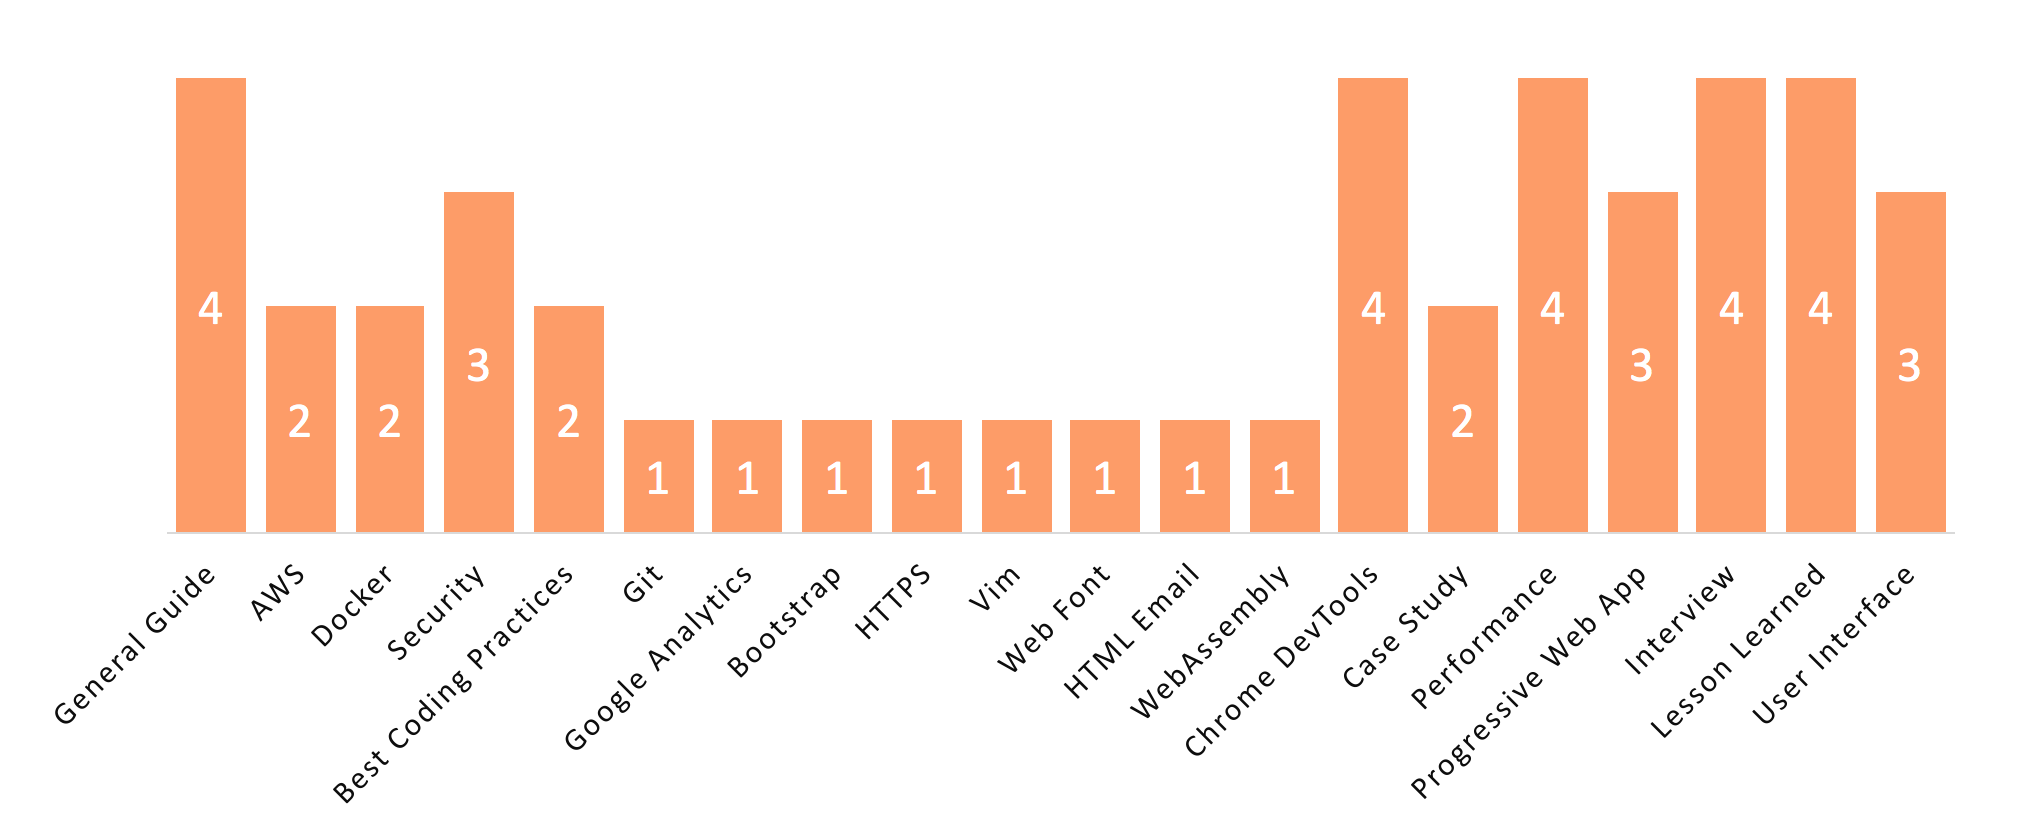 4
2
2
3
2
1
1
1
1
1
1
1
1
4
2
4
3
4
4
3
General Guide
AWS
Docker
Security
Best Coding Practices
Git
Google Analytics
Bootstrap
HTTPS
Vim
Web Font
HTML Email
WebAssembly
Chrome DevTools
Case Study
Performance
Progressive Web App
Interview
Lesson Learned
User Interface